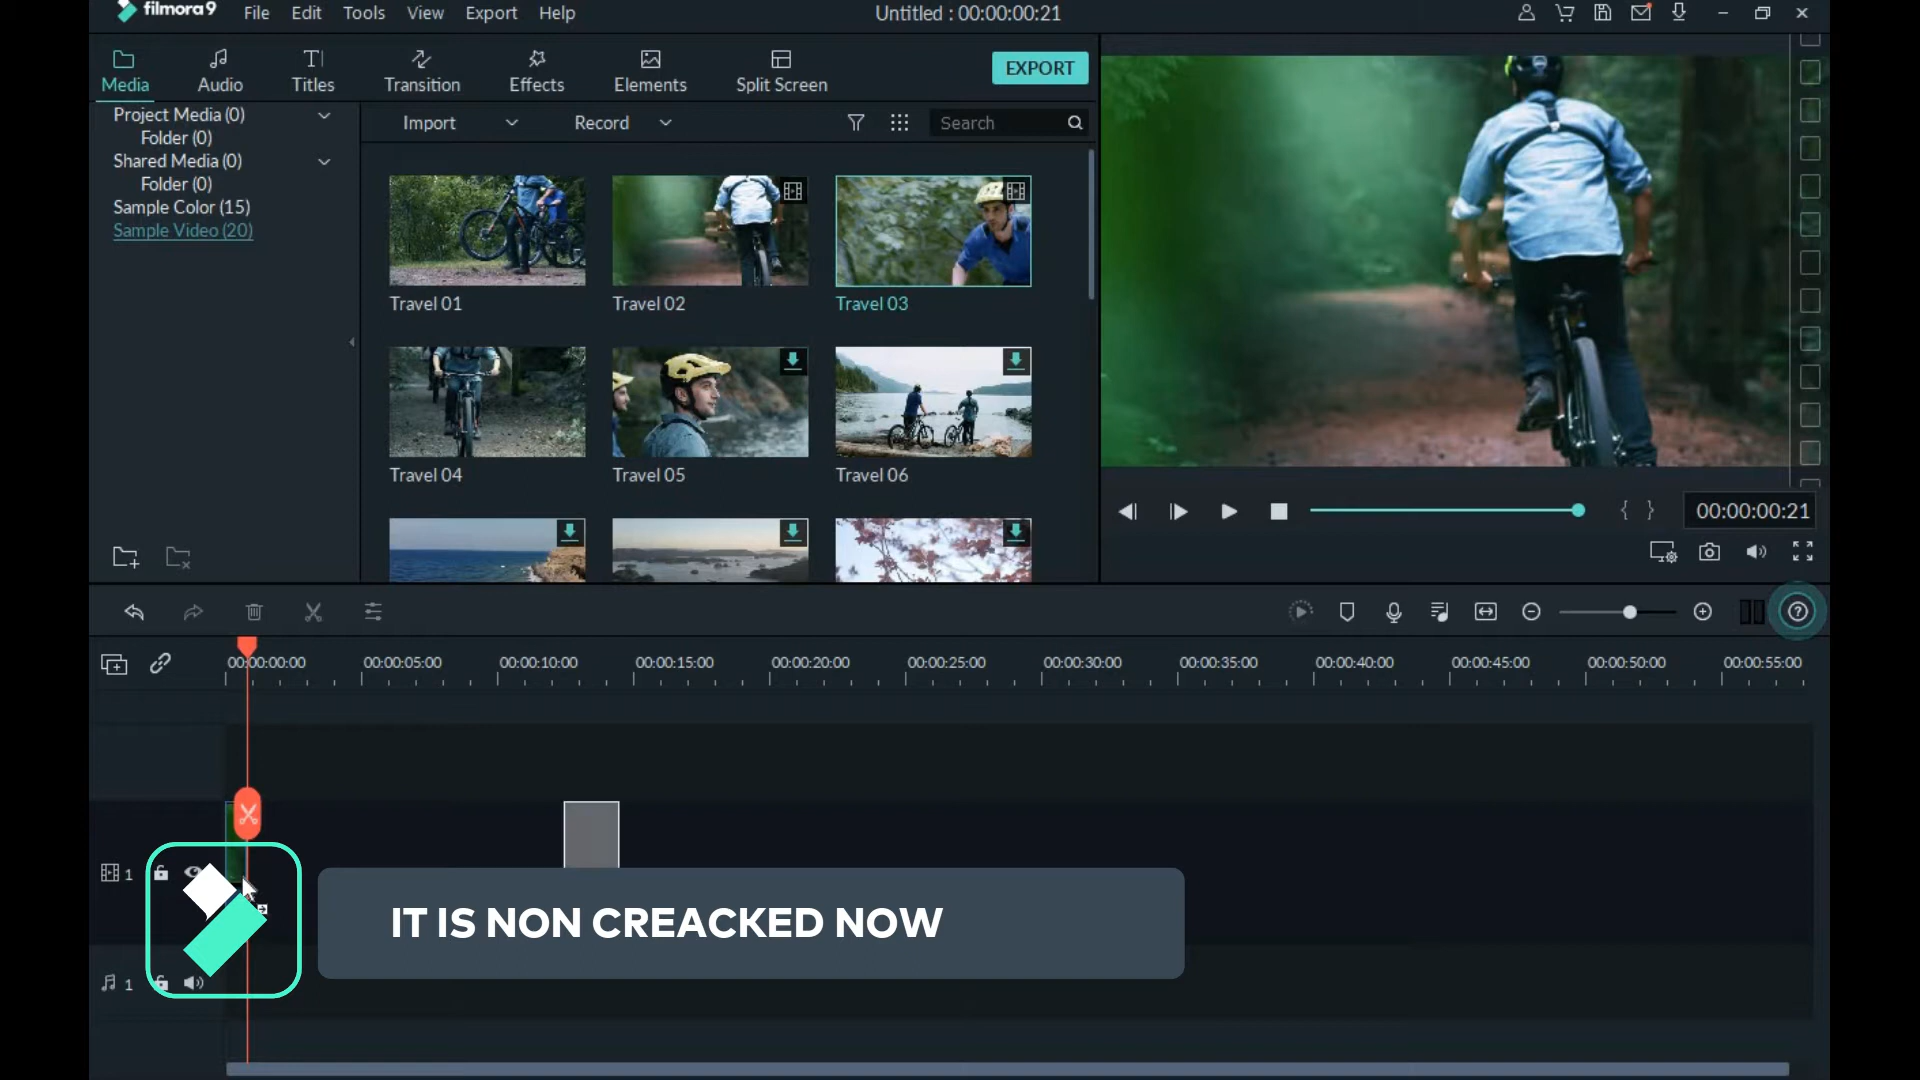 filmora9 File Edit Tools View Export Help Untitled : 00:00:00:21
Media Audio Titles Transition Effects Elements Split Screen EXPORT
Project Media (0)
Folder (0)
Shared Media (0)
Folder (0)
Sample Color (15)
Sample Video (20)
Import Record Search
Travel 01 Travel 02 Travel 03
Travel 04 Travel 05 Travel 06
{ } 00:00:00:21
00:00:00:00 00:00:05:00 00:00:10:00 00:00:15:00 00:00:20:00 00:00:25:00 00:00:30:00 00:00:35:00 00:00:40:00 00:00:45:00 00:00:50:00 00:00:55:00
1
IT IS NON CREACKED NOW
1